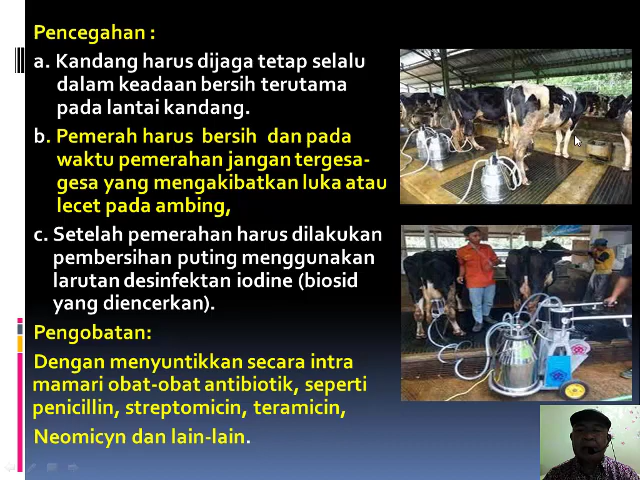 Pencegahan :
a. Kandang harus dijaga tetap selalu
dalam keadaan bersih terutama
pada lantai kandang.
b. Pemerah harus bersih dan pada
waktu pemerahan jangan tergesa-
gesa yang mengakibatkan luka atau
lecet pada ambing,
c. Setelah pemerahan harus dilakukan
pembersihan puting menggunakan
larutan desinfektan iodine (biosid
yang diencerkan).
Pengobatan:
Dengan menyuntikkan secara intra
mamari obat-obat antibiotik, seperti
penicillin, streptomicin, teramicin,
Neomicyn dan lain-lain.